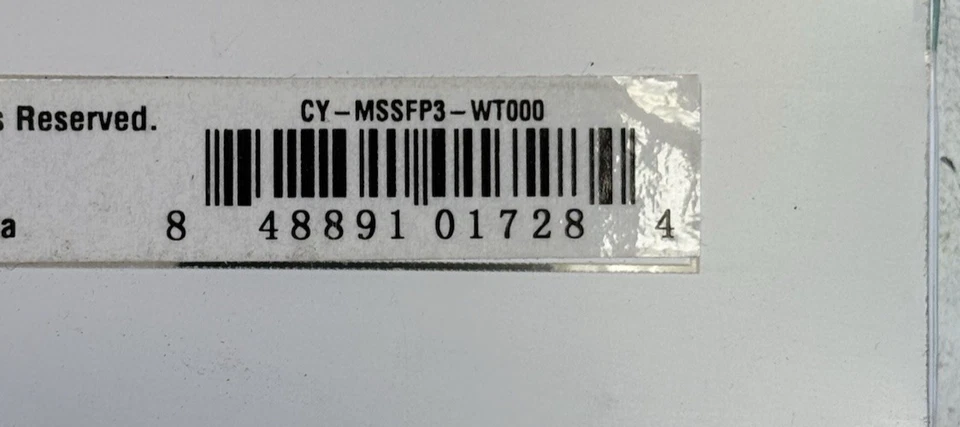 CY-MSSFP3-WT000
s Reserved.
8 48891 01728 4
a